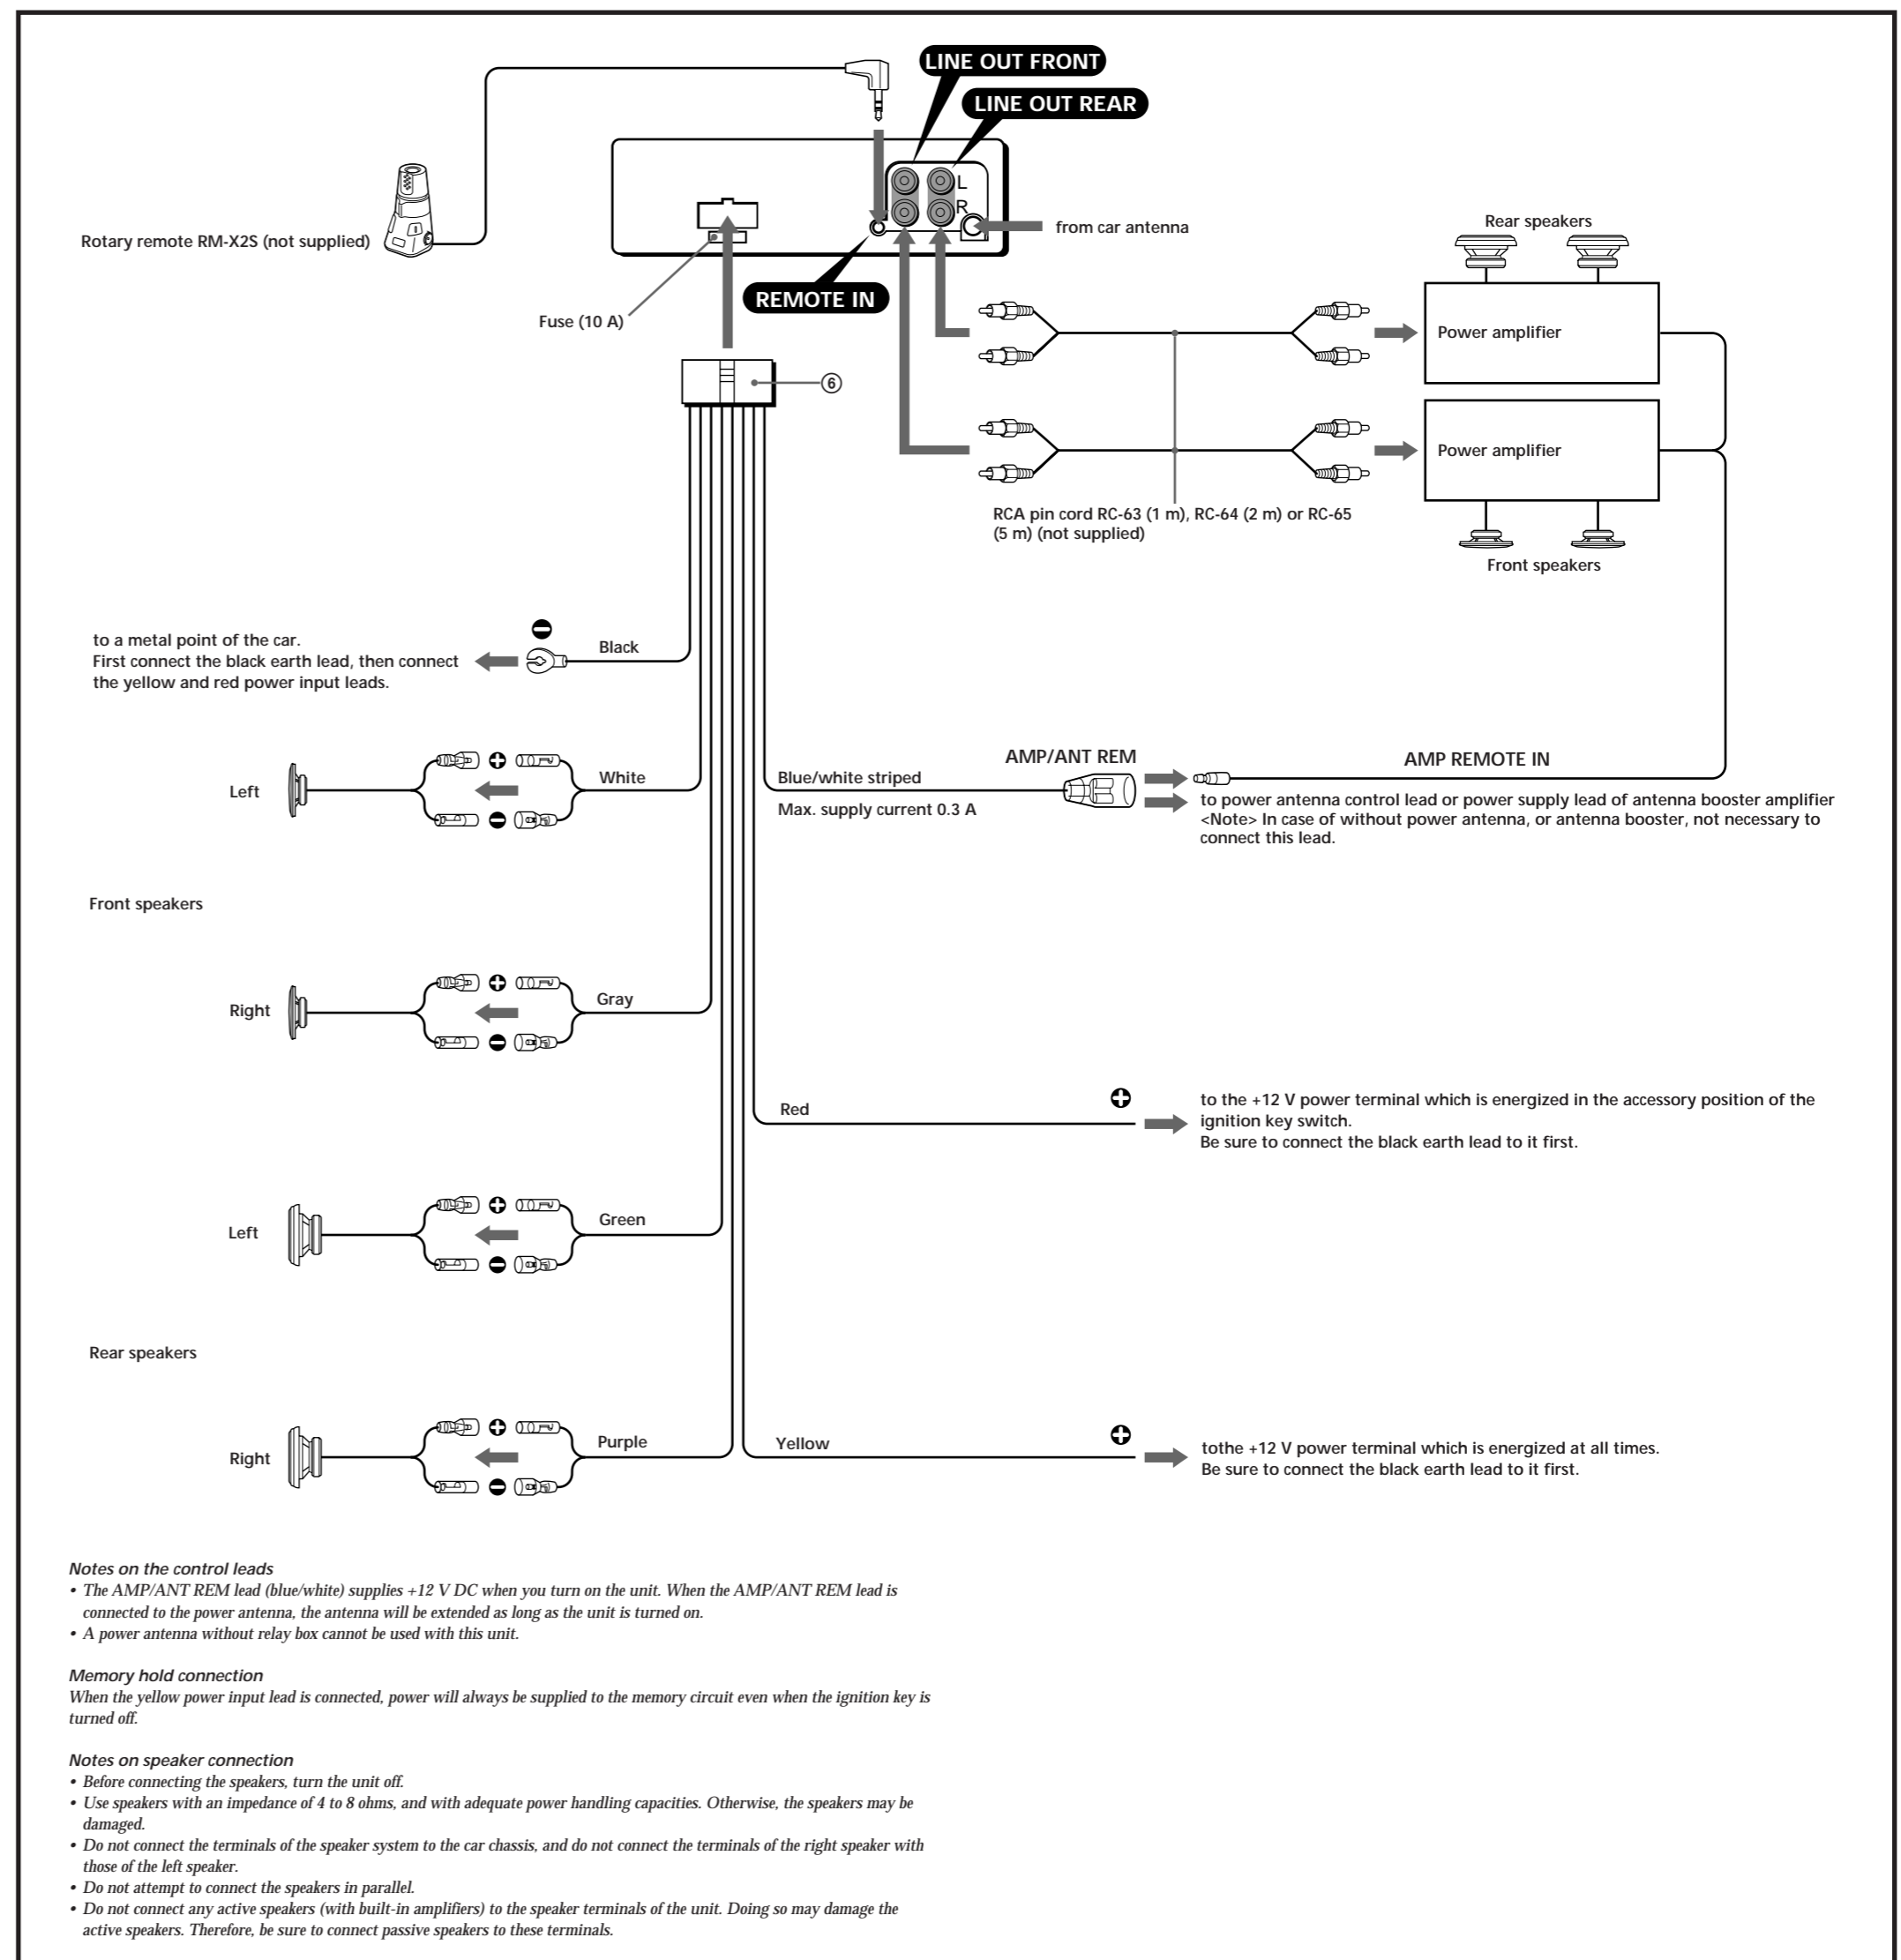 LINE OUT FRONT
LINE OUT REAR
L
R
from car antenna
Rotary remote RM-X2S (not supplied)
REMOTE IN
Fuse (10 A)
6
Rear speakers
Power amplifier
Power amplifier
RCA pin cord RC-63 (1 m), RC-64 (2 m) or RC-65
(5 m) (not supplied)
Front speakers
to a metal point of the car.
First connect the black earth lead, then connect
the yellow and red power input leads.
Black
Left
White
Blue/white striped
Max. supply current 0.3 A
AMP/ANT REM
AMP REMOTE IN
to power antenna control lead or power supply lead of antenna booster amplifier
<Note> In case of without power antenna, or antenna booster, not necessary to
connect this lead.
Front speakers
Right
Gray
Red
to the +12 V power terminal which is energized in the accessory position of the
ignition key switch.
Be sure to connect the black earth lead to it first.
Left
Green
Rear speakers
Right
Purple
Yellow
tothe +12 V power terminal which is energized at all times.
Be sure to connect the black earth lead to it first.
Notes on the control leads
• The AMP/ANT REM lead (blue/white) supplies +12 V DC when you turn on the unit. When the AMP/ANT REM lead is
connected to the power antenna, the antenna will be extended as long as the unit is turned on.
• A power antenna without relay box cannot be used with this unit.
Memory hold connection
When the yellow power input lead is connected, power will always be supplied to the memory circuit even when the ignition key is
turned off.
Notes on speaker connection
• Before connecting the speakers, turn the unit off.
• Use speakers with an impedance of 4 to 8 ohms, and with adequate power handling capacities. Otherwise, the speakers may be
damaged.
• Do not connect the terminals of the speaker system to the car chassis, and do not connect the terminals of the right speaker with
those of the left speaker.
• Do not attempt to connect the speakers in parallel.
• Do not connect any active speakers (with built-in amplifiers) to the speaker terminals of the unit. Doing so may damage the
active speakers. Therefore, be sure to connect passive speakers to these terminals.